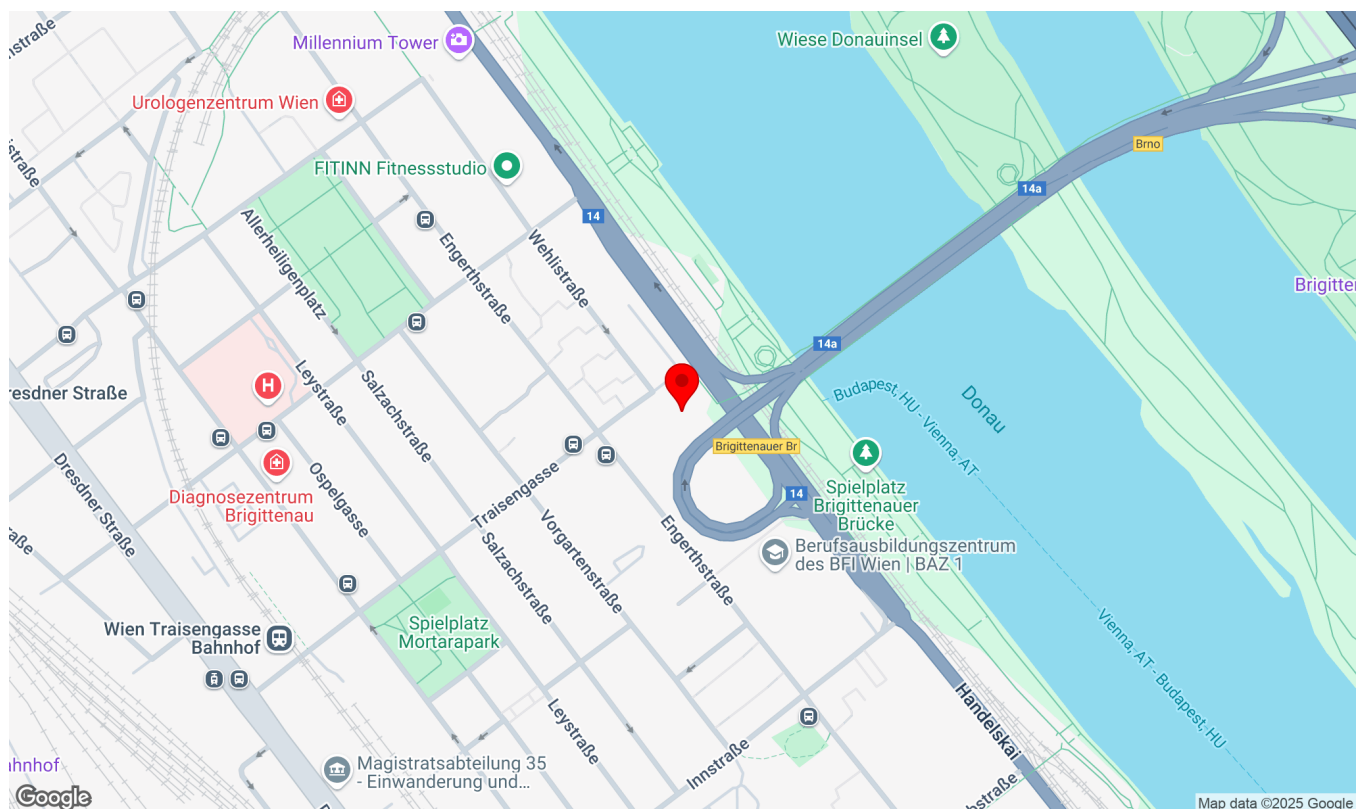 nstraße
Millennium Tower
Wiese Donauinsel
Urologenzentrum Wien
Brno
FITINN Fitnessstudio
14a
14
Allerheiligenplatz
Engerthstraße
Wehlistraße
Brigitter
14a
Dresdner Straße
Leystraße
Salzachstraße
H
Budapest, HU - Vienna, AT
Donau
Brigittenauer Br
Diagnosezentrum
Brigittenau
Ospelgasse
Dresdner Straße
Traisengasse
Vorgartenstraße
Engerthstraße
14
Spielplatz
Brigittenauer
Brücke
Berufsausbildungszentrum
des BFI Wien | BAZ 1
Salzachstraße
Wien Traisengasse
Bahnhof
Spielplatz
Mortarapark
Vienna, AT - Budapest, HU
Handelskai
Leystraße
Innstraße
Magistratsabteilung 35
- Einwanderung und...
ahnhof
Google
Map data ©2025 Google